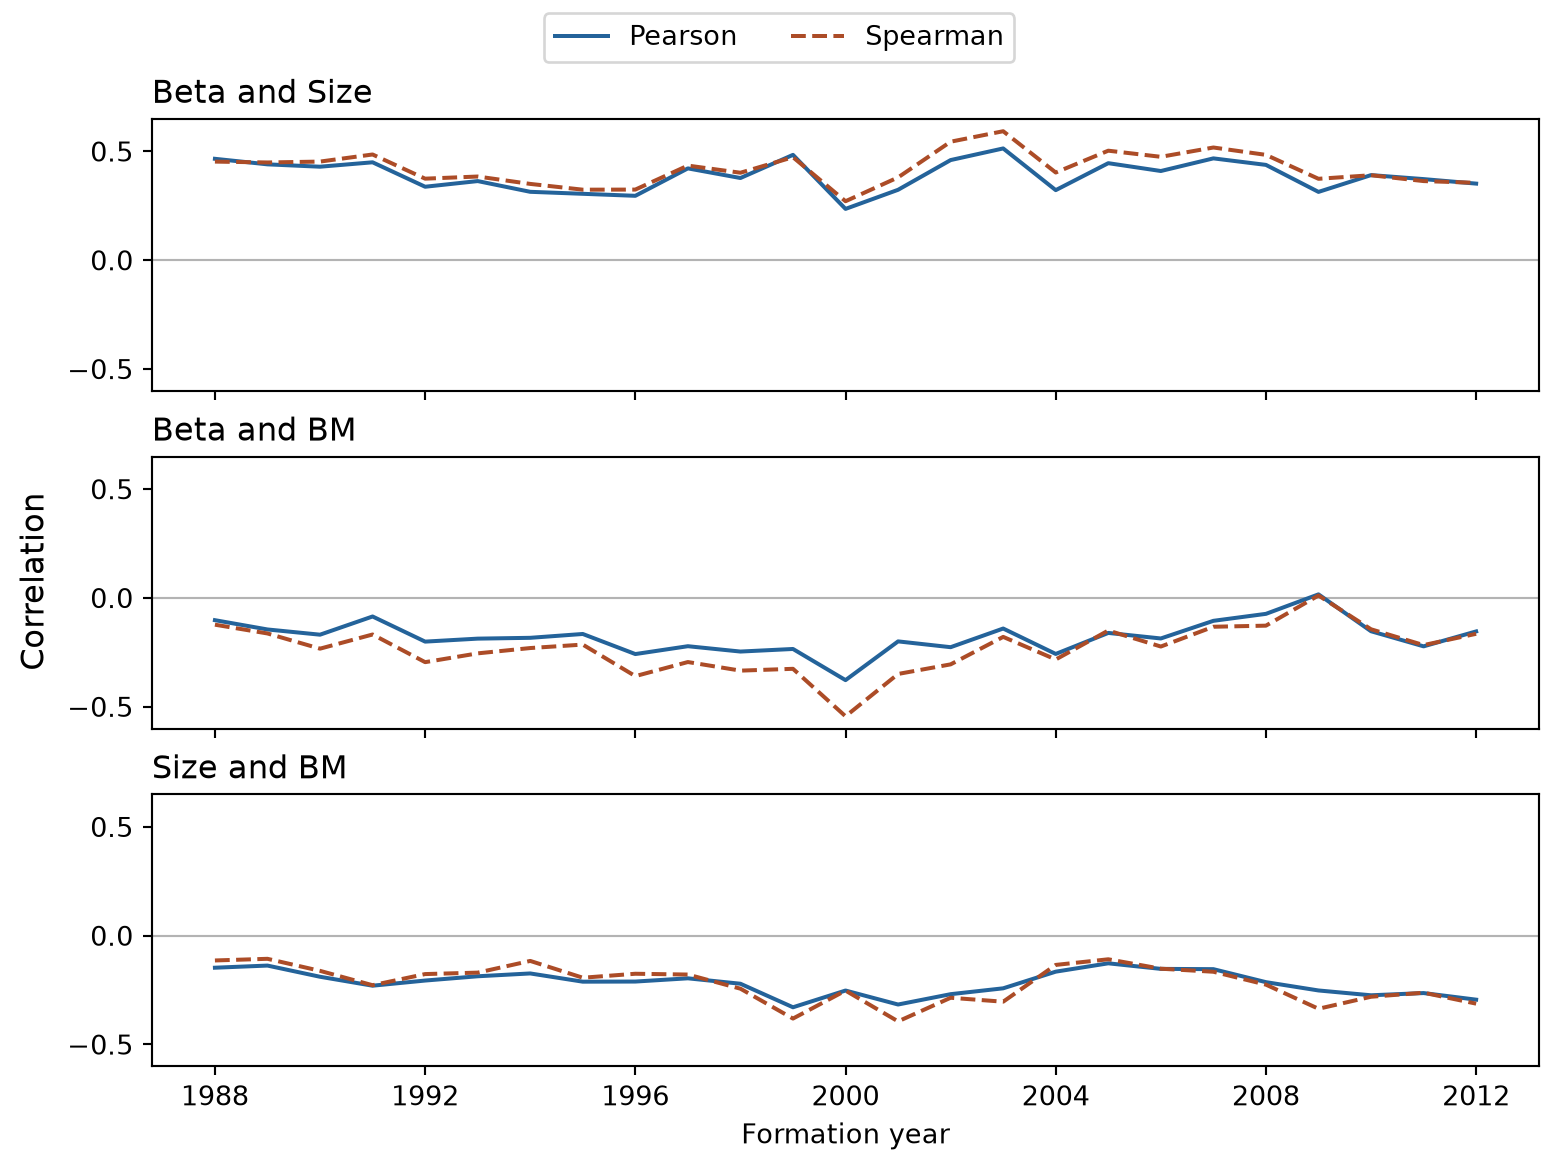 Pearson Spearman
Beta and Size
0.5
0.0
−0.5
Beta and BM
0.5
0.0
−0.5
Correlation
Size and BM
0.5
0.0
−0.5
1988 1992 1996 2000 2004 2008 2012
Formation year